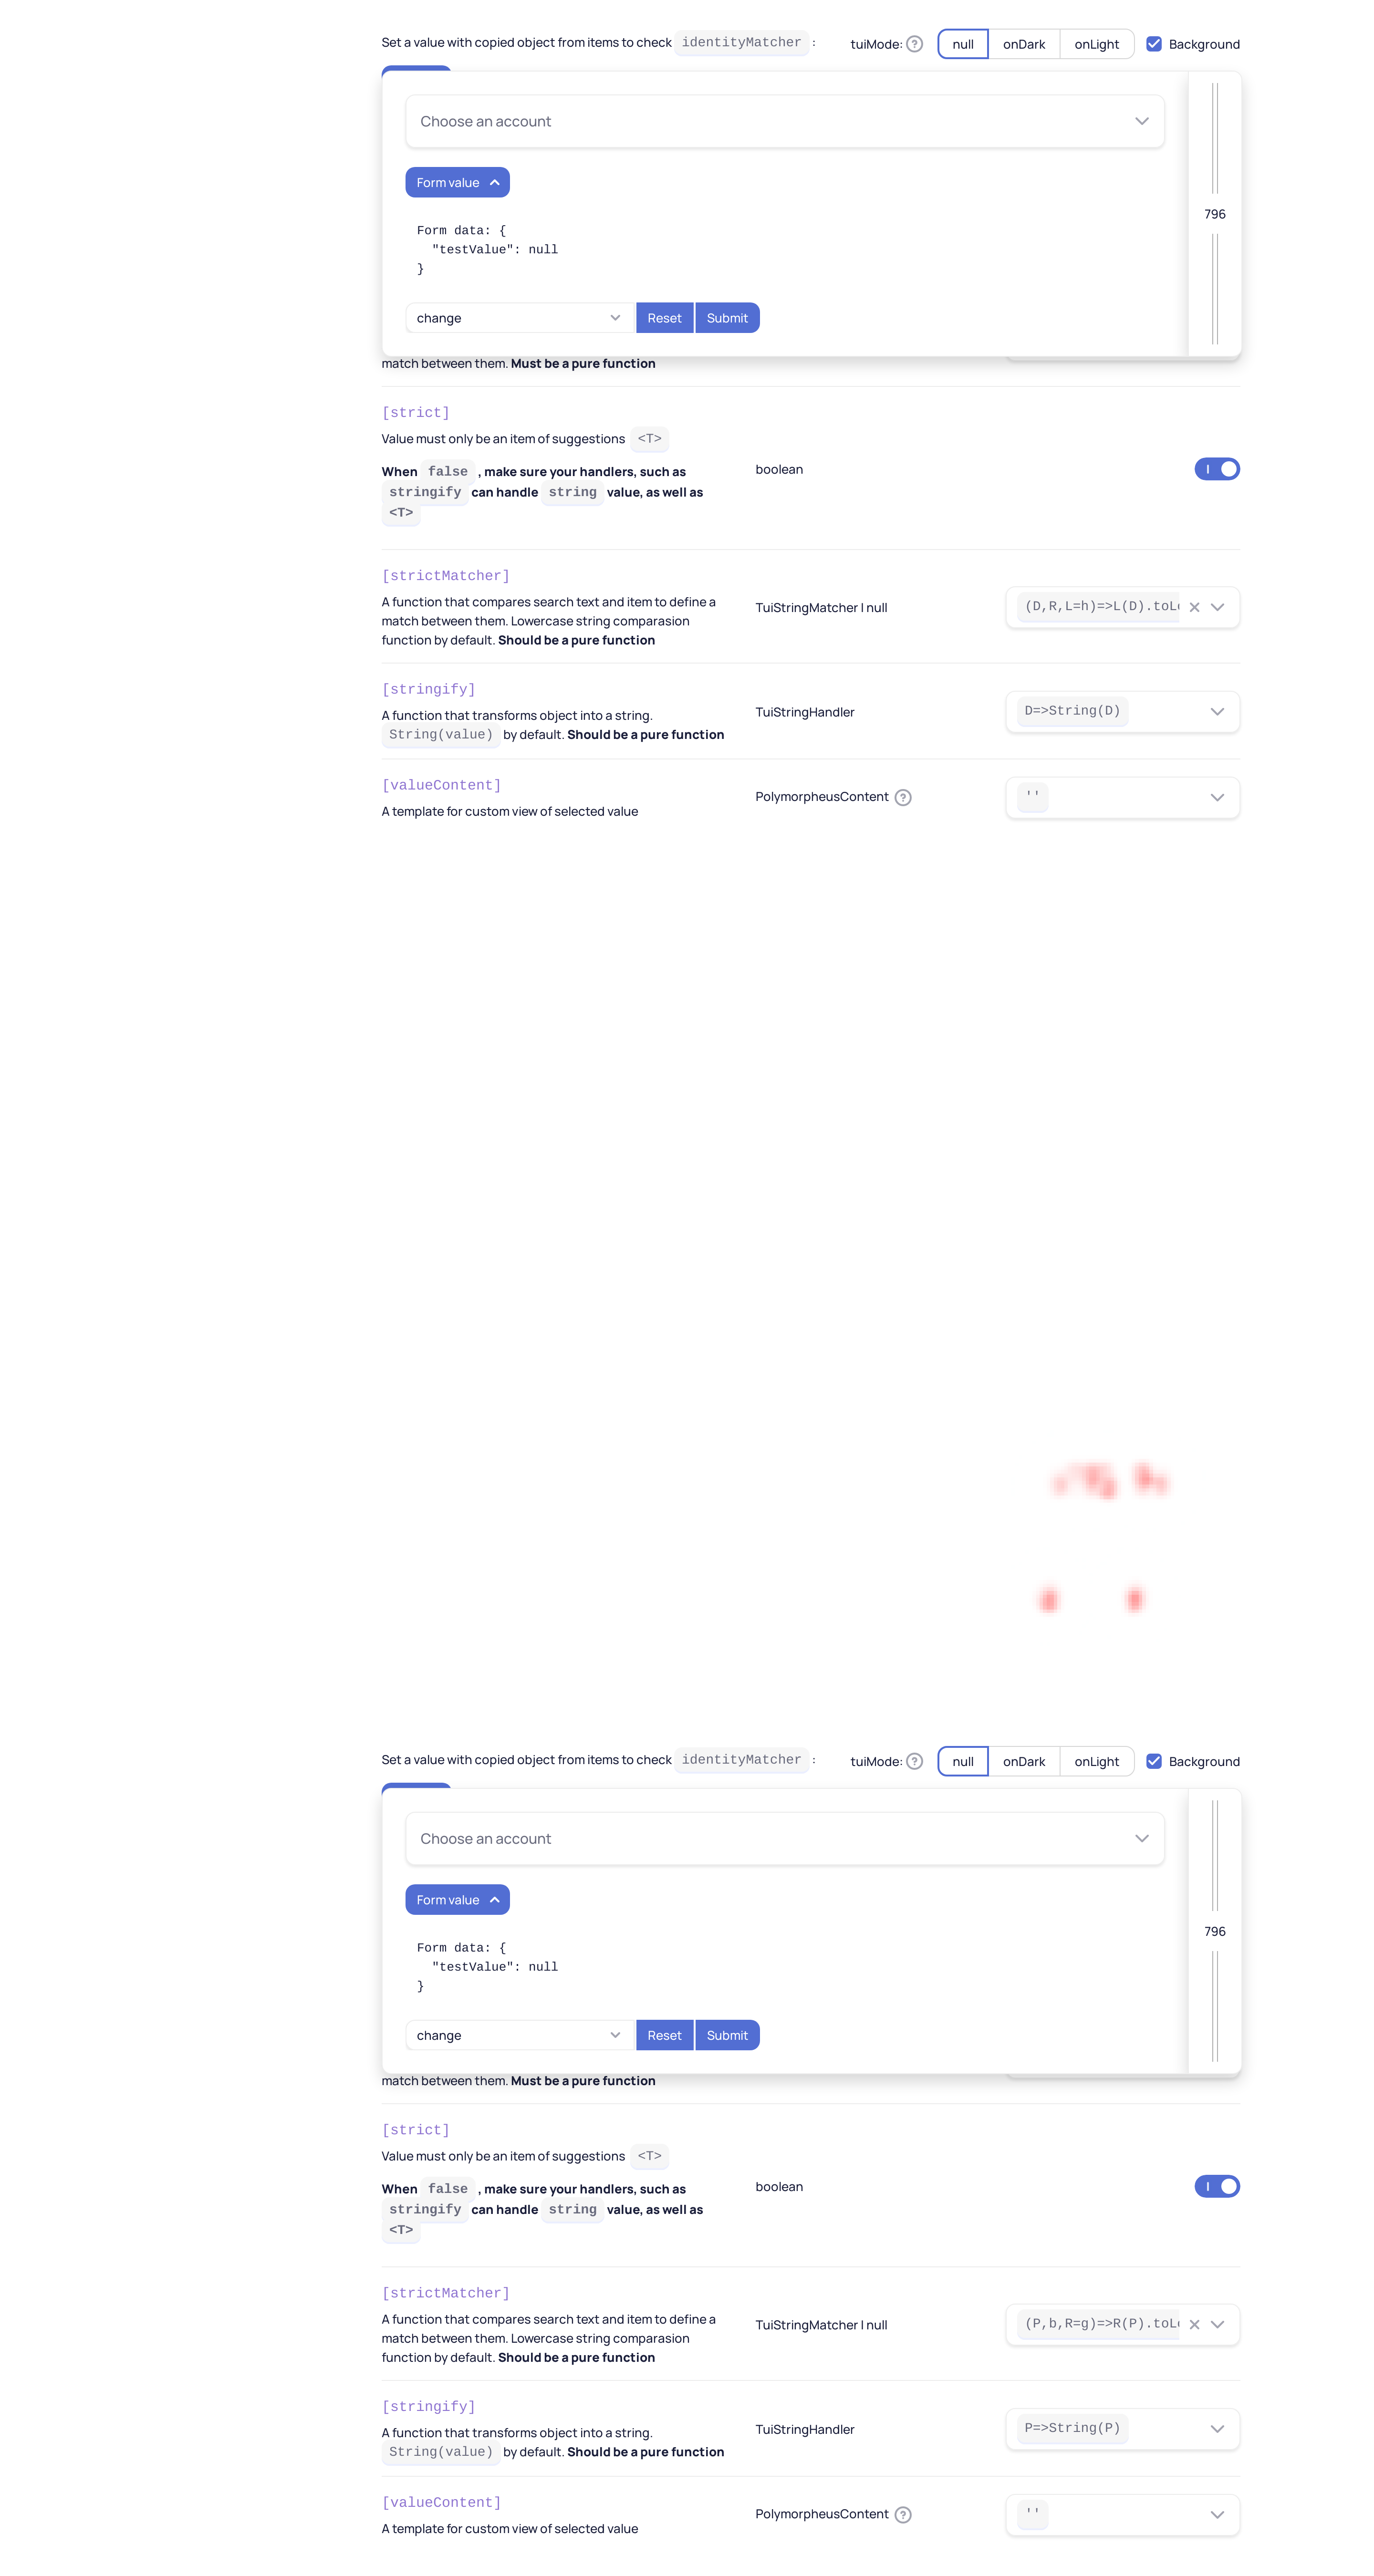 Set a value with copied object from items to check identityMatcher : tuiMode: ? null onDark onLight Background
Choose an account
Form value
796
Form data: {
"testValue": null
}
change Reset Submit
match between them. Must be a pure function
[strict]
Value must only be an item of suggestions <T>
When false , make sure your handlers, such as
stringify can handle string value, as well as
<T>
boolean
[strictMatcher]
A function that compares search text and item to define a
match between them. Lowercase string comparasion
function by default. Should be a pure function
TuiStringMatcher | null
(D,R,L=h)=>L(D).toLo
[stringify]
A function that transforms object into a string.
String(value) by default. Should be a pure function
TuiStringHandler
D=>String(D)
[valueContent]
A template for custom view of selected value
PolymorpheusContent ?
''
Set a value with copied object from items to check identityMatcher : tuiMode: ? null onDark onLight Background
Choose an account
Form value
796
Form data: {
"testValue": null
}
change Reset Submit
match between them. Must be a pure function
[strict]
Value must only be an item of suggestions <T>
When false , make sure your handlers, such as
stringify can handle string value, as well as
<T>
boolean
[strictMatcher]
A function that compares search text and item to define a
match between them. Lowercase string comparasion
function by default. Should be a pure function
TuiStringMatcher | null
(P,b,R=g)=>R(P).toLo
[stringify]
A function that transforms object into a string.
String(value) by default. Should be a pure function
TuiStringHandler
P=>String(P)
[valueContent]
A template for custom view of selected value
PolymorpheusContent ?
''